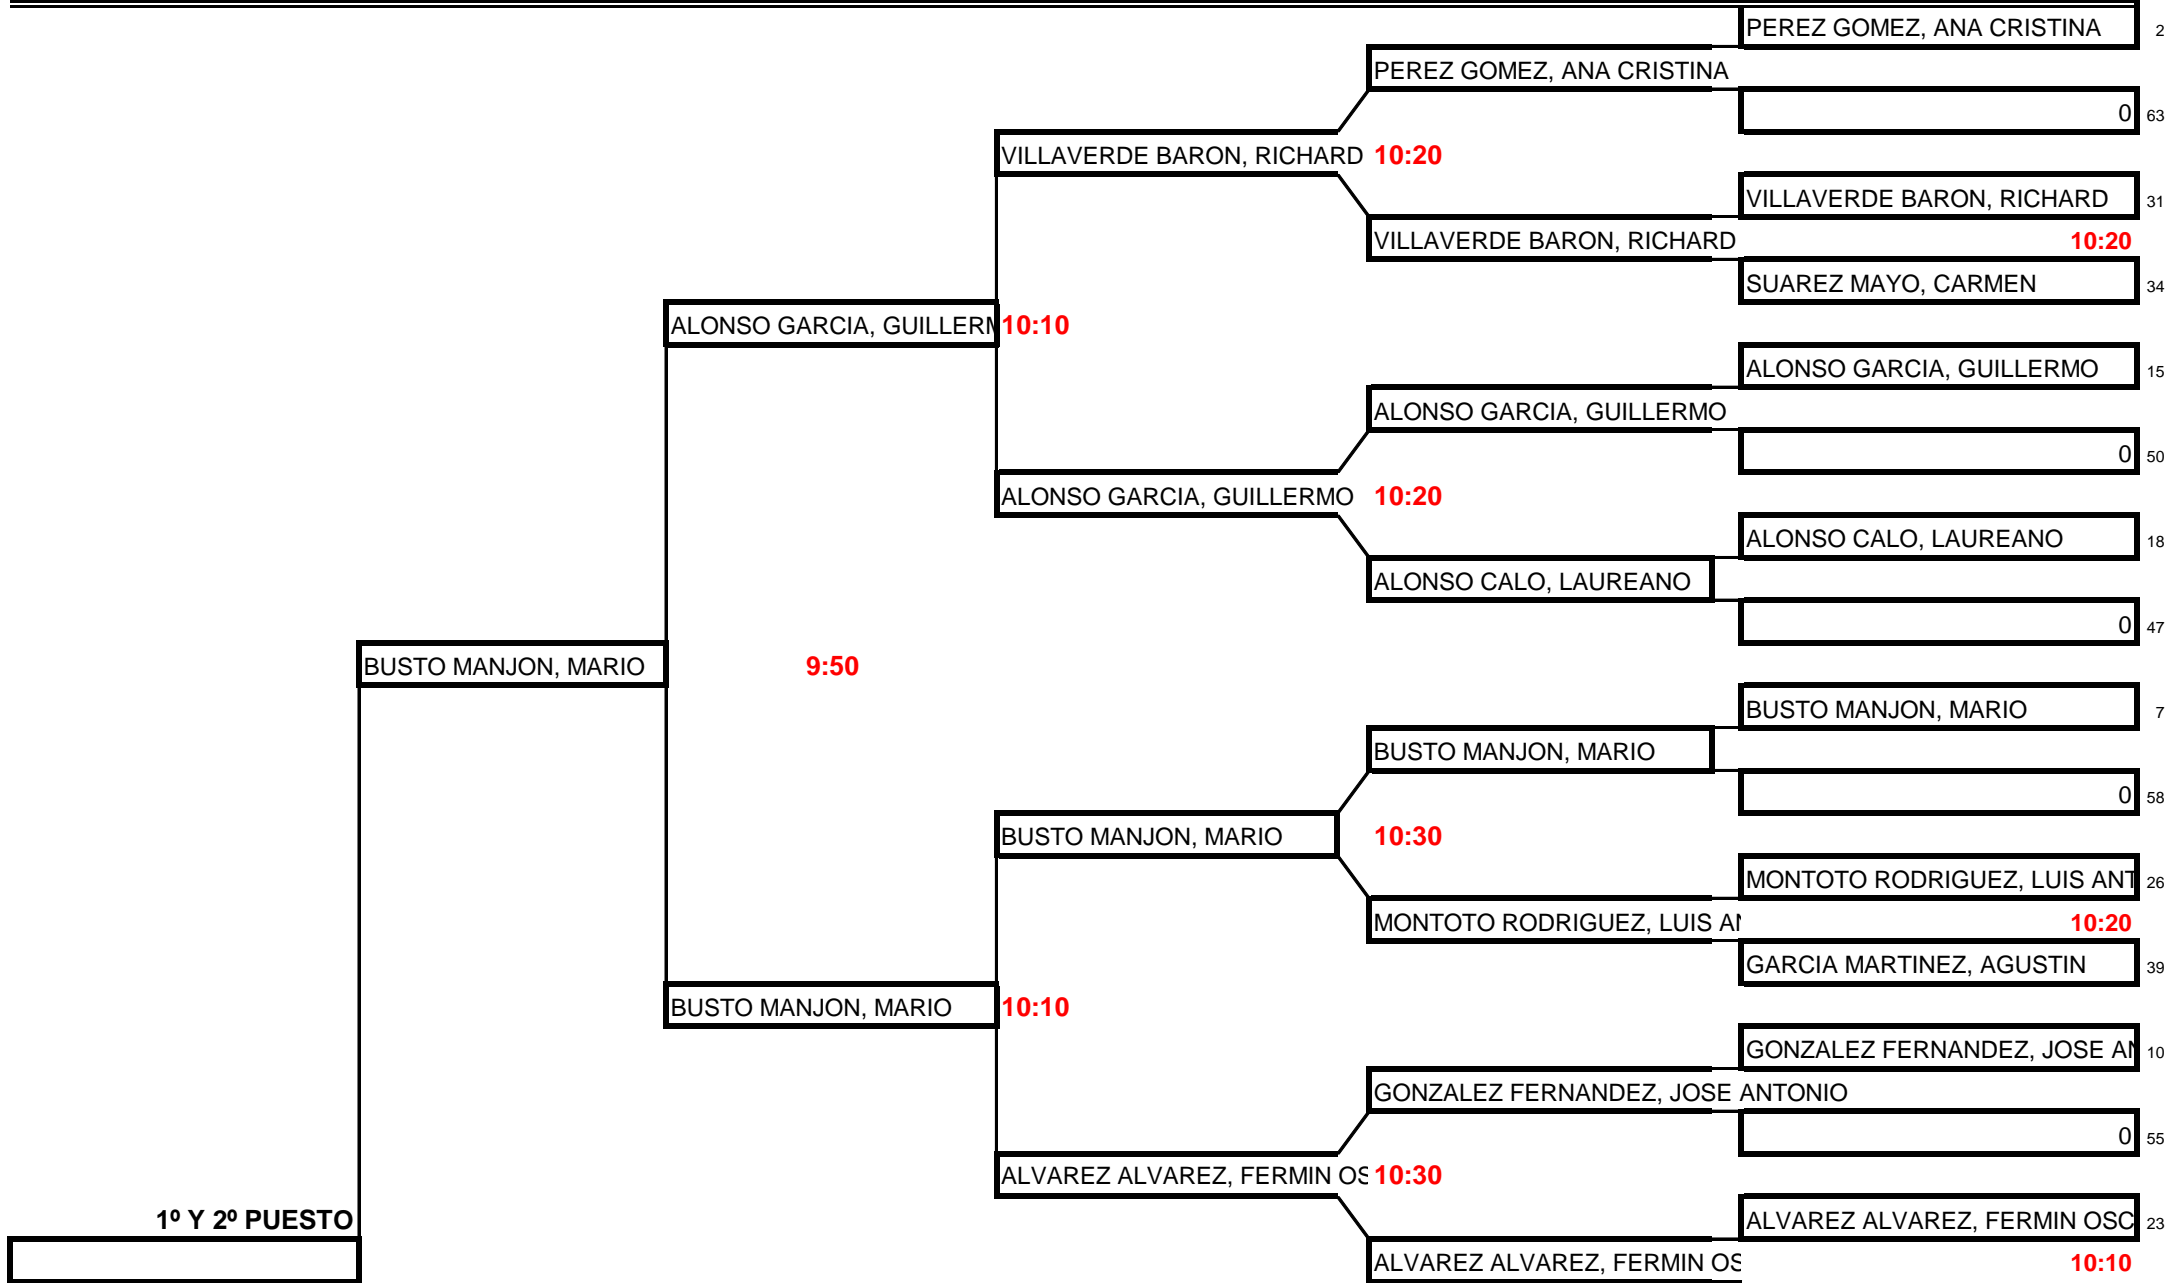 PEREZ GOMEZ, ANA CRISTINA 2
PEREZ GOMEZ, ANA CRISTINA
0 63
VILLAVERDE BARON, RICHARD 10:20
VILLAVERDE BARON, RICHARD 31
VILLAVERDE BARON, RICHARD 10:20
SUAREZ MAYO, CARMEN 34
ALONSO GARCIA, GUILLERM 10:10
ALONSO GARCIA, GUILLERMO 15
ALONSO GARCIA, GUILLERMO
0 50
ALONSO GARCIA, GUILLERMO 10:20
ALONSO CALO, LAUREANO 18
ALONSO CALO, LAUREANO
0 47
BUSTO MANJON, MARIO 9:50
BUSTO MANJON, MARIO 7
BUSTO MANJON, MARIO
0 58
BUSTO MANJON, MARIO 10:30
MONTOTO RODRIGUEZ, LUIS ANT 26
MONTOTO RODRIGUEZ, LUIS AN 10:20
GARCIA MARTINEZ, AGUSTIN 39
BUSTO MANJON, MARIO 10:10
GONZALEZ FERNANDEZ, JOSE AN 10
GONZALEZ FERNANDEZ, JOSE ANTONIO
0 55
ALVAREZ ALVAREZ, FERMIN OS 10:30
1º Y 2º PUESTO
ALVAREZ ALVAREZ, FERMIN OSC 23
ALVAREZ ALVAREZ, FERMIN OS 10:10